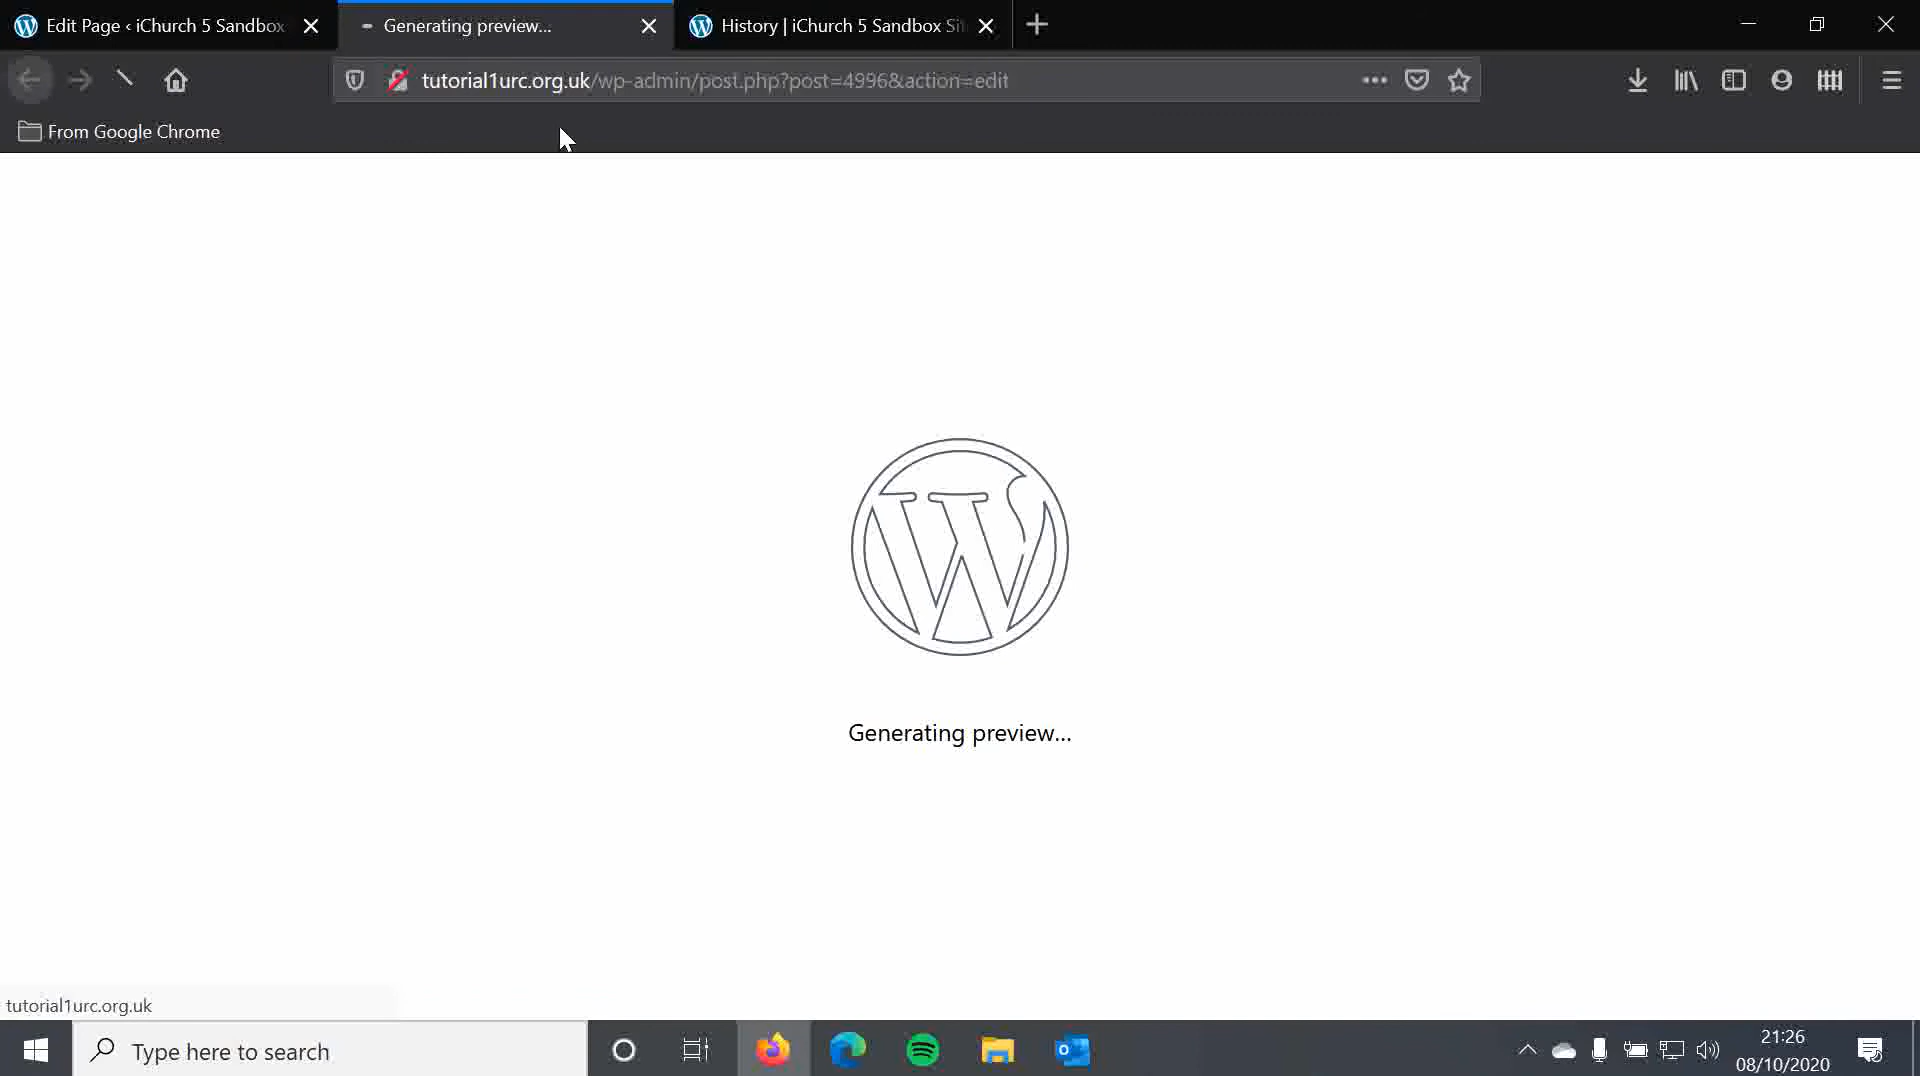 Edit Page ‹ iChurch 5 Sandbox
Generating preview...
History | iChurch 5 Sandbox Sit
tutorial1urc.org.uk/wp-admin/post.php?post=4996&action=edit
From Google Chrome
Generating preview...
tutorial1urc.org.uk
Type here to search
21:26
08/10/2020